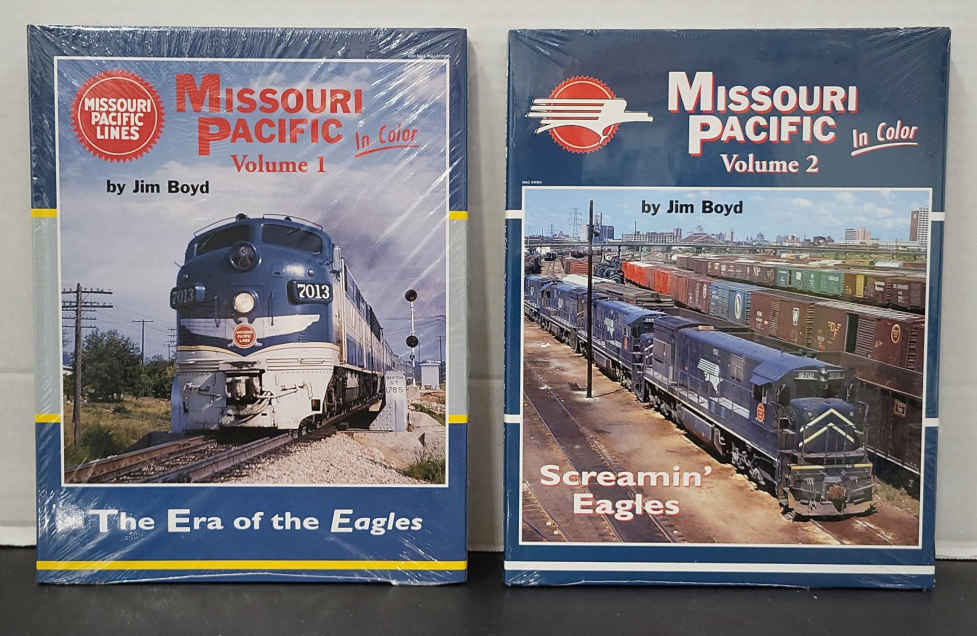 MISSOURI
PACIFIC
LINES
MISSOURI
PACIFIC
In Color
Volume 1
by Jim Boyd
7013
7013
The Era of the Eagles
MISSOURI
PACIFIC
In Color
Volume 2
by Jim Boyd
Screamin'
Eagles